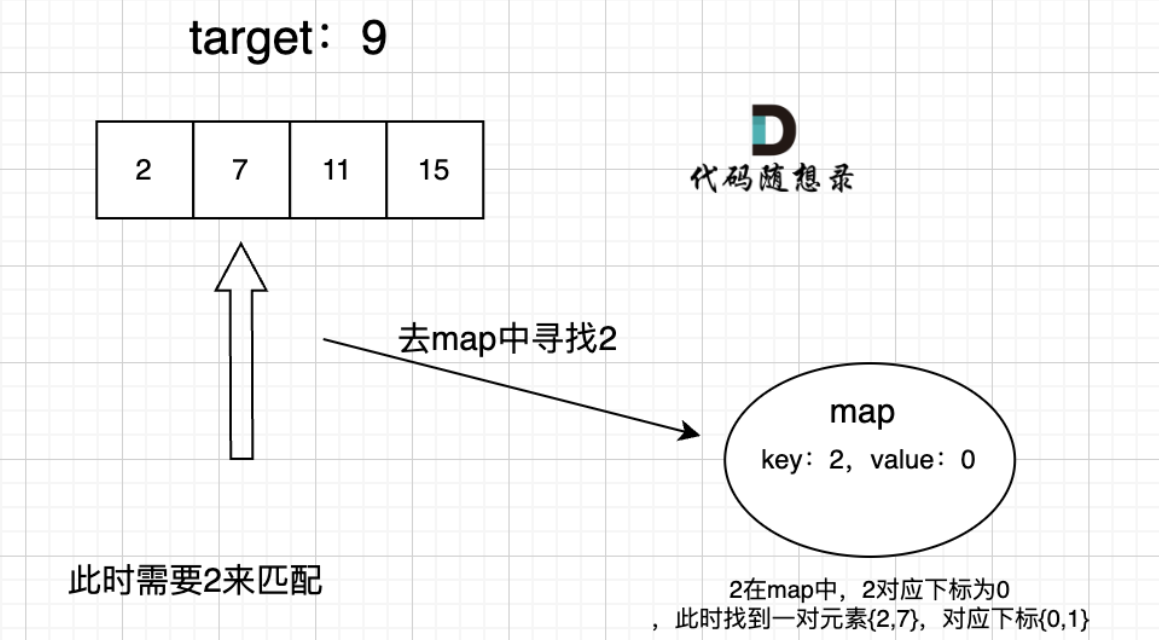 target：9
2 7 11 15
代码随想录
去map中寻找2
map
key：2，value：0
此时需要2来匹配
2在map中，2对应下标为0
，此时找到一对元素{2,7}，对应下标{0,1}